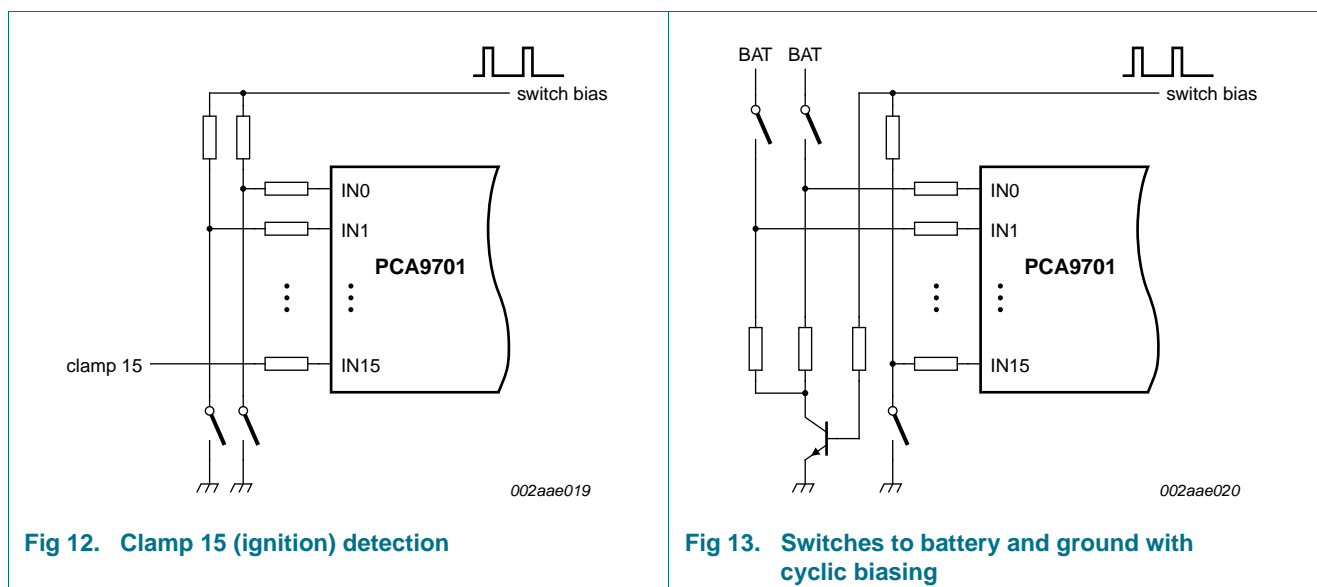 switch bias
IN0
IN1
PCA9701
clamp 15
IN15
002aae019
Fig 12. Clamp 15 (ignition) detection
BAT BAT
switch bias
IN0
IN1
PCA9701
IN15
002aae020
Fig 13. Switches to battery and ground with
cyclic biasing